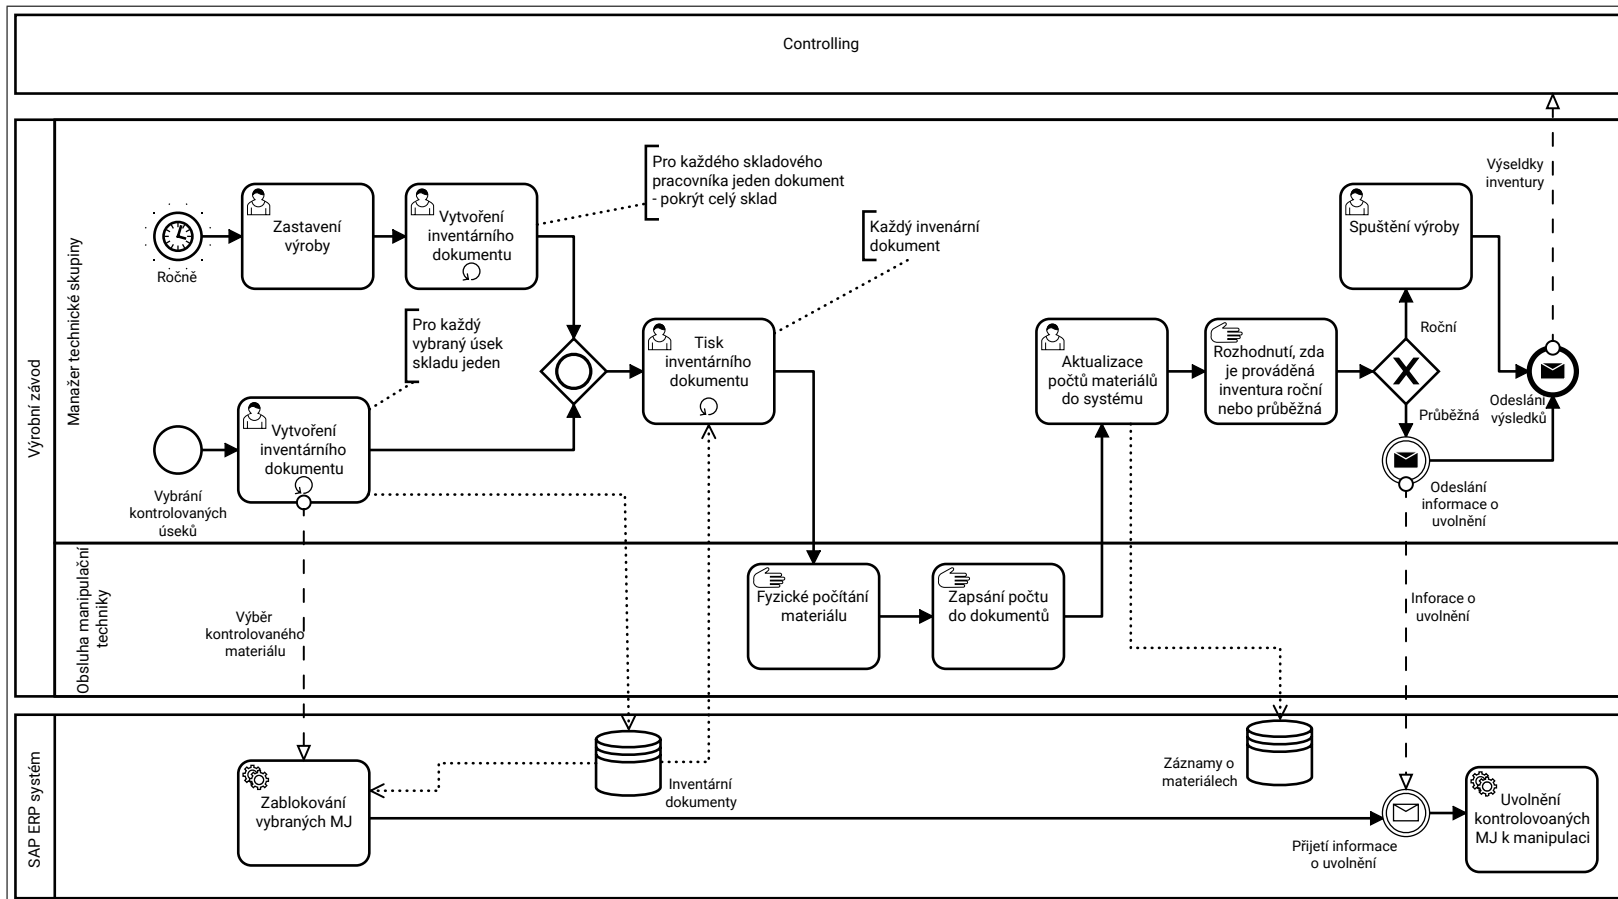 Controlling
Výrobní závod
Manažer technické skupiny
Ročně
Zastavení
výroby
Vytvoření
inventárního
dokumentu
Pro každého skladového
pracovníka jeden dokument
- pokrýt celý sklad
Každý invenární
dokument
Výseldky
inventury
Spuštění výroby
Pro každý
vybraný úsek
skladu jeden
Vybrání
kontrolovaných
úseků
Vytvoření
inventárního
dokumentu
Tisk
inventárního
dokumentu
Aktualizace
počtů materiálů
do systému
Rozhodnutí, zda
je prováděná
inventura roční
nebo průběžná
Roční
Průběžná
Odeslání
výsledků
Odeslání
informace o
uvolnění
Obsluha manipulační
techniky
Výběr
kontrolovaného
materiálu
Fyzické počítání
materiálu
Zapsání počtu
do dokumentů
Inforace o
uvolnění
SAP ERP systém
Zablokování
vybraných MJ
Inventární
dokumenty
Záznamy o
materiálech
Přijetí informace
o uvolnění
Uvolnění
kontrolovoaných
MJ k manipulaci